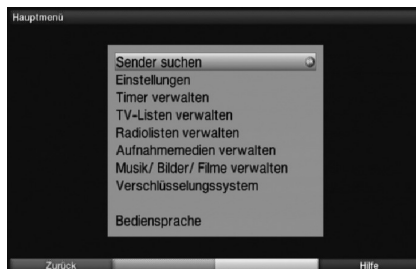 Hauptmenü
Sender suchen
Einstellungen
Timer verwalten
TV-Listen verwalten
Radiolisten verwalten
Aufnahmemedien verwalten
Musik/ Bilder/ Filme verwalten
Verschlüsselungssystem
Bediensprache
Zurück
Hilfe